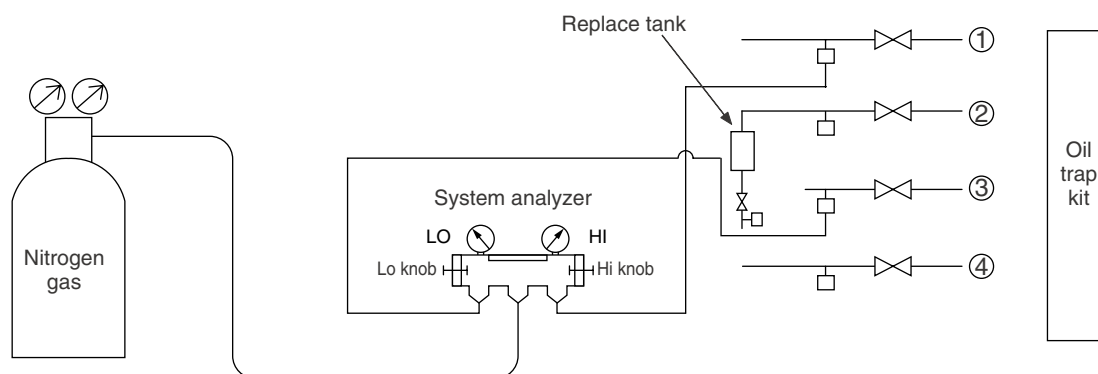 Replace tank
①
②
③
④
Oil
trap
kit
System analyzer
LO
HI
Lo knob
Hi knob
Nitrogen
gas